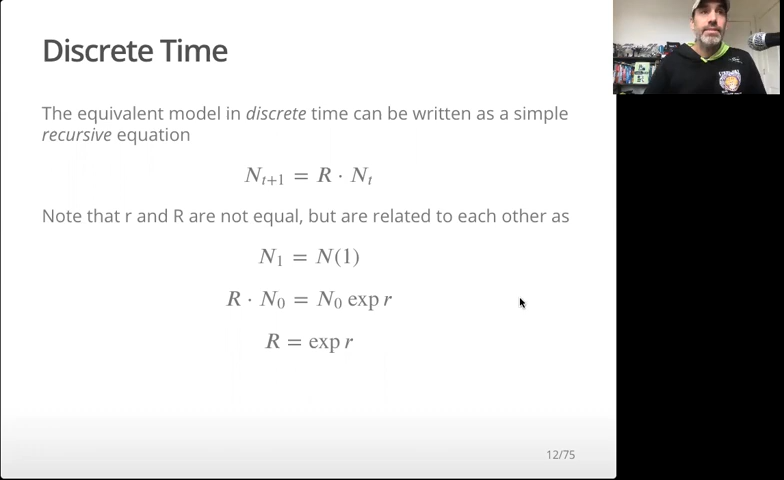 Discrete Time
The equivalent model in discrete time can be written as a simple
recursive equation
N_{t+1} = R · N_t
Note that r and R are not equal, but are related to each other as
N_1 = N(1)
R · N_0 = N_0 exp r
R = exp r
12/75